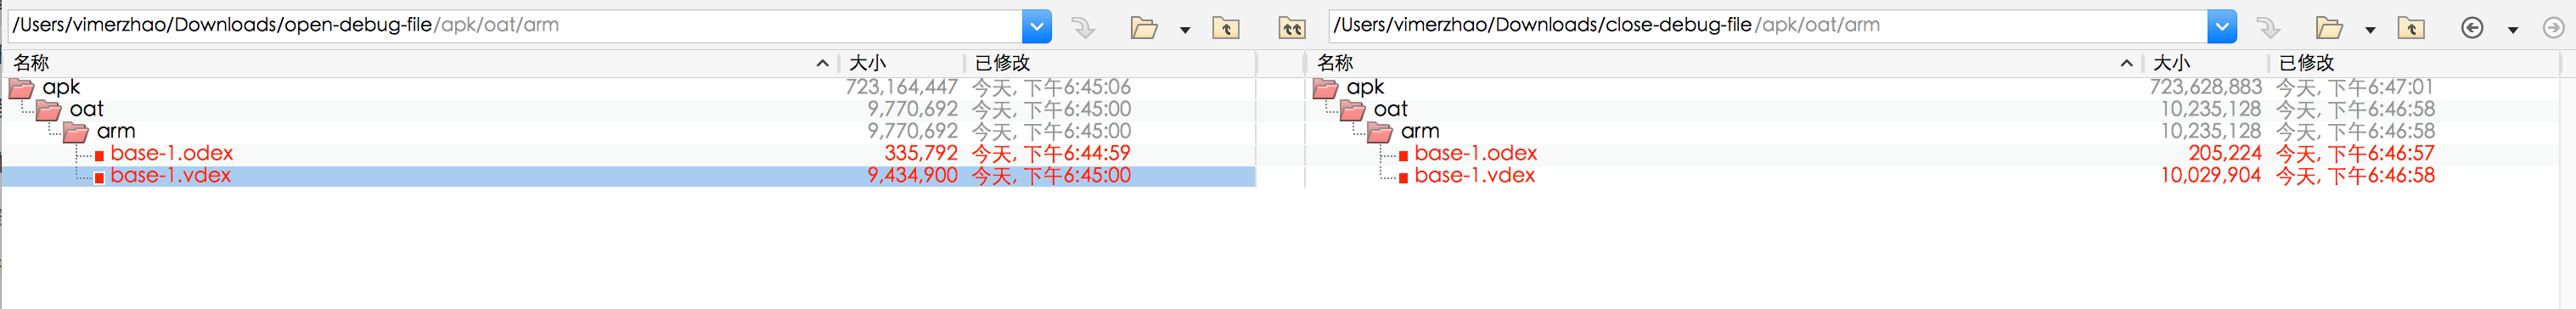 /Users/vimerzhao/Downloads/open-debug-file/apk/oat/arm /Users/vimerzhao/Downloads/close-debug-file/apk/oat/arm
名称 大小 已修改 名称 大小 已修改
apk 723,164,447 今天, 下午6:45:06 apk 723,628,883 今天, 下午6:47:01
oat 9,770,692 今天, 下午6:45:00 oat 10,235,128 今天, 下午6:46:58
arm 9,770,692 今天, 下午6:45:00 arm 10,235,128 今天, 下午6:46:58
base-1.odex 335,792 今天, 下午6:44:59 base-1.odex 205,224 今天, 下午6:46:57
base-1.vdex 9,434,900 今天, 下午6:45:00 base-1.vdex 10,029,904 今天, 下午6:46:58